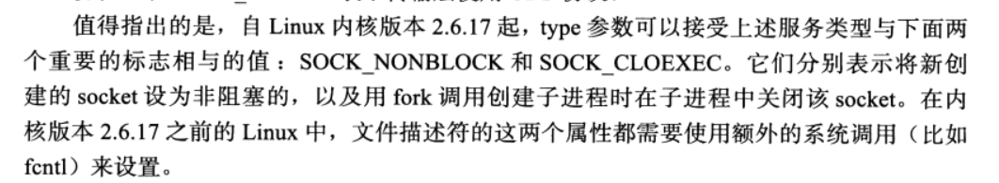 值得指出的是，自 Linux 内核版本 2.6.17 起，type 参数可以接受上述服务类型与下面两
个重要的标志相与的值：SOCK_NONBLOCK 和 SOCK_CLOEXEC。它们分别表示将新创
建的 socket 设为非阻塞的，以及用 fork 调用创建子进程时在子进程中关闭该 socket。在内
核版本 2.6.17 之前的 Linux 中，文件描述符的这两个属性都需要使用额外的系统调用（比如
fcntl）来设置。